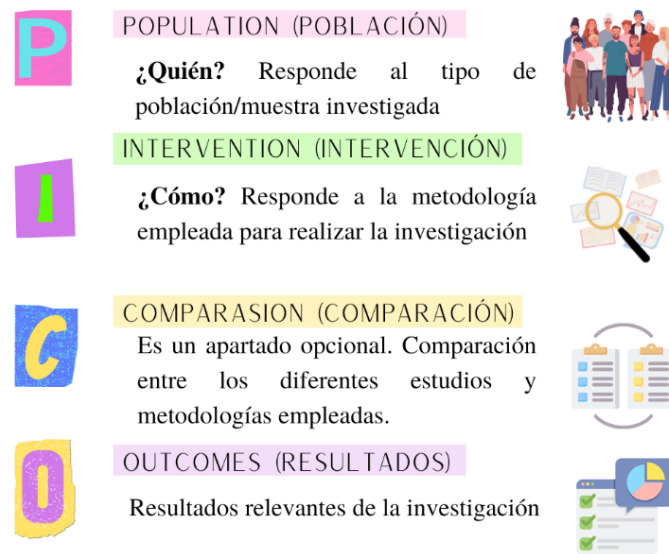 P
POPULATION (POBLACIÓN)
¿Quién? Responde al tipo de
población/muestra investigada
I
INTERVENTION (INTERVENCIÓN)
¿Cómo? Responde a la metodología
empleada para realizar la investigación
C
COMPARASION (COMPARACIÓN)
Es un apartado opcional. Comparación
entre los diferentes estudios y
metodologías empleadas.
O
OUTCOMES (RESULTADOS)
Resultados relevantes de la investigación